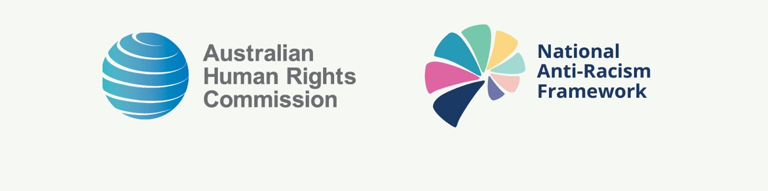 Australian
Human Rights
Commission
National
Anti-Racism
Framework